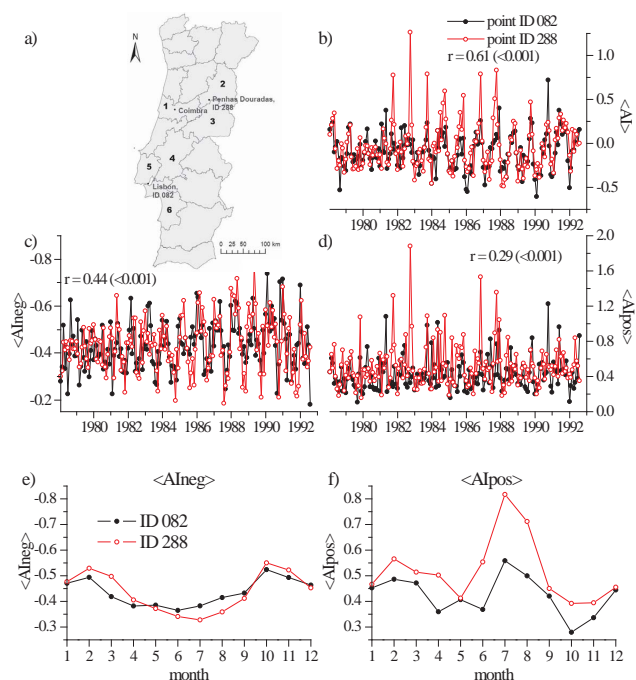 a)
N
2
Penhas Douradas,
ID 288
1
Coimbra
3
4
5
Lisbon,
ID 082
6
0 25 50 100 km
b)
point ID 082
point ID 288
r = 0.61 (<0.001)
1.0
0.5
0.0
-0.5
<AI>
1980 1982 1984 1986 1988 1990 1992
c)
r = 0.44 (<0.001)
-0.8
-0.6
-0.4
-0.2
<AIneg>
1980 1982 1984 1986 1988 1990 1992
d)
r = 0.29 (<0.001)
2.0
1.6
1.2
0.8
0.4
0.0
<AIpos>
1980 1982 1984 1986 1988 1990 1992
e) <AIneg>
ID 082
ID 288
-0.8
-0.7
-0.6
-0.5
-0.4
-0.3
<AIneg>
1 2 3 4 5 6 7 8 9 10 11 12
month
f) <AIpos>
0.8
0.7
0.6
0.5
0.4
0.3
<AIpos>
1 2 3 4 5 6 7 8 9 10 11 12
month